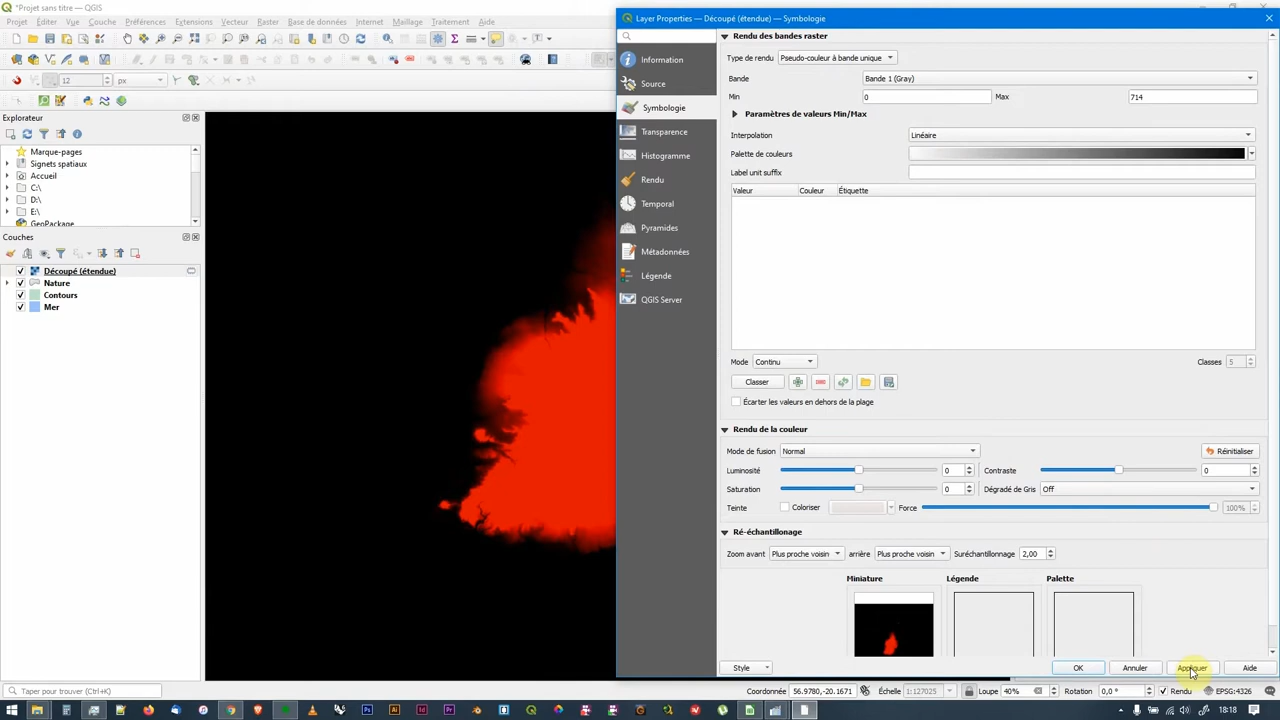 *Projet sans titre — QGIS
Projet Éditer Vue Couche Préférences Extensions Vecteur Raster Base de données Internet Maillage Traitement Aide
12 px
Explorateur
Marque-pages
Signets spatiaux
Accueil
C:\
D:\
E:\
GeoPackage
Couches
Découpé (étendue)
Nature
Contours
Mer
Layer Properties — Découpé (étendue) — Symbologie
Information
Source
Symbologie
Transparence
Histogramme
Rendu
Temporal
Pyramides
Métadonnées
Légende
QGIS Server
Rendu des bandes raster
Type de rendu Pseudo-couleur à bande unique
Bande Bande 1 (Gray)
Min 0 Max 714
Paramètres de valeurs Min/Max
Interpolation Linéaire
Palette de couleurs
Label unit suffix
Valeur Couleur Étiquette
Mode Continu Classes 5
Classer
Écarter les valeurs en dehors de la plage
Rendu de la couleur
Mode de fusion Normal Réinitialiser
Luminosité 0 Contraste 0
Saturation 0 Dégradé de Gris Off
Teinte Coloriser Force 100%
Ré-échantillonage
Zoom avant Plus proche voisin arrière Plus proche voisin Suréchantillonnage 2,00
Miniature Légende Palette
Style OK Annuler Appliquer Aide
Taper pour trouver (Ctrl+K) Coordonnée 56.9780,-20.1671 Échelle 1:127025 Loupe 40% Rotation 0,0 ° Rendu EPSG:4326
18:18